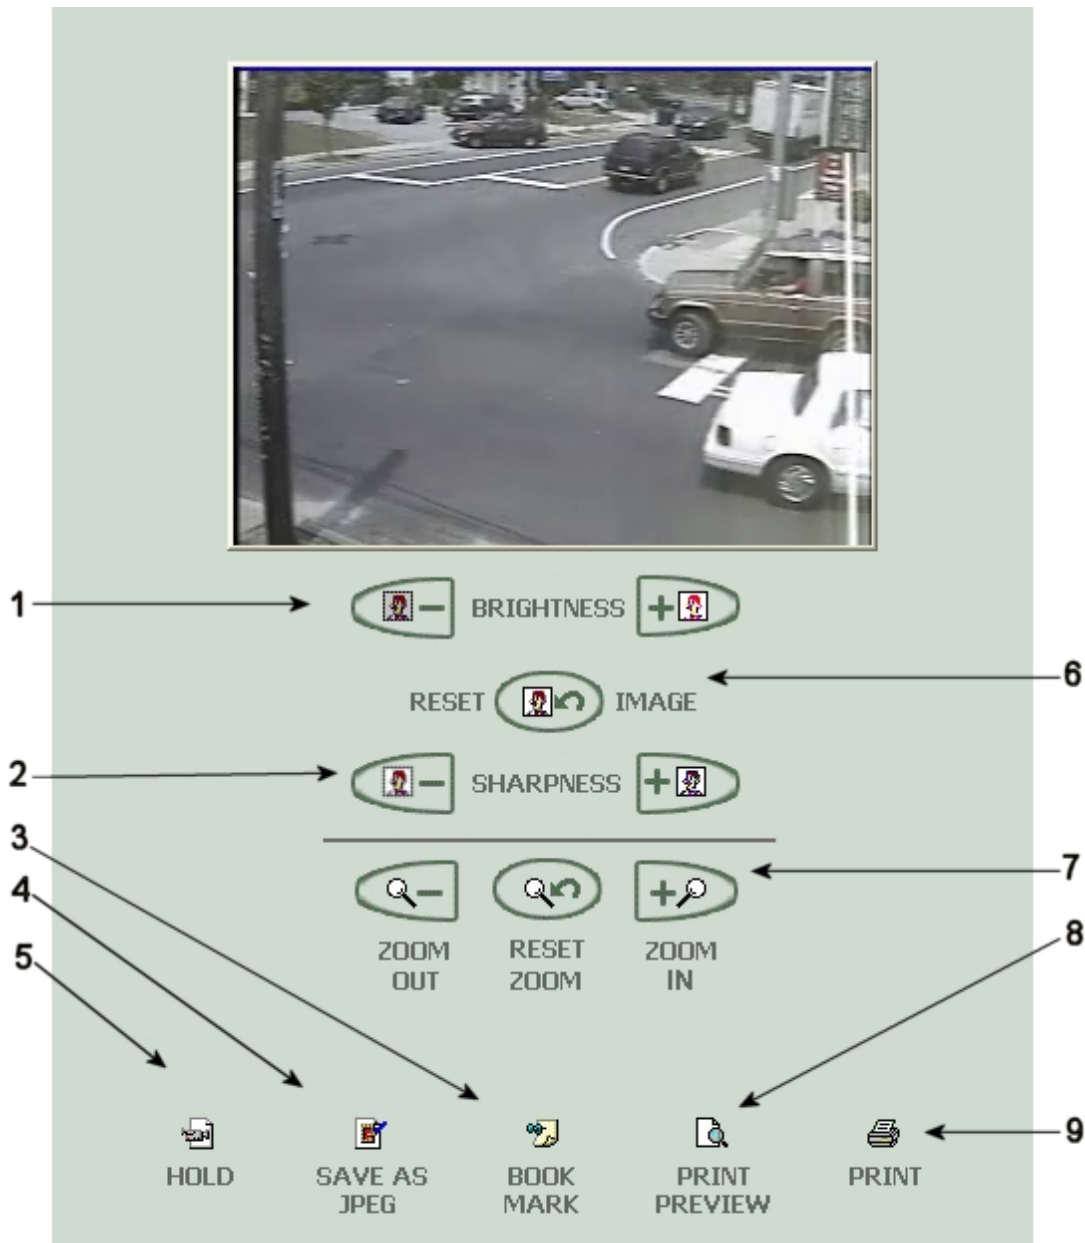 1
BRIGHTNESS
6
RESET IMAGE
2
SHARPNESS
3
7
4
ZOOM OUT
RESET ZOOM
ZOOM IN
8
5
9
HOLD
SAVE AS
JPEG
BOOK
MARK
PRINT
PREVIEW
PRINT